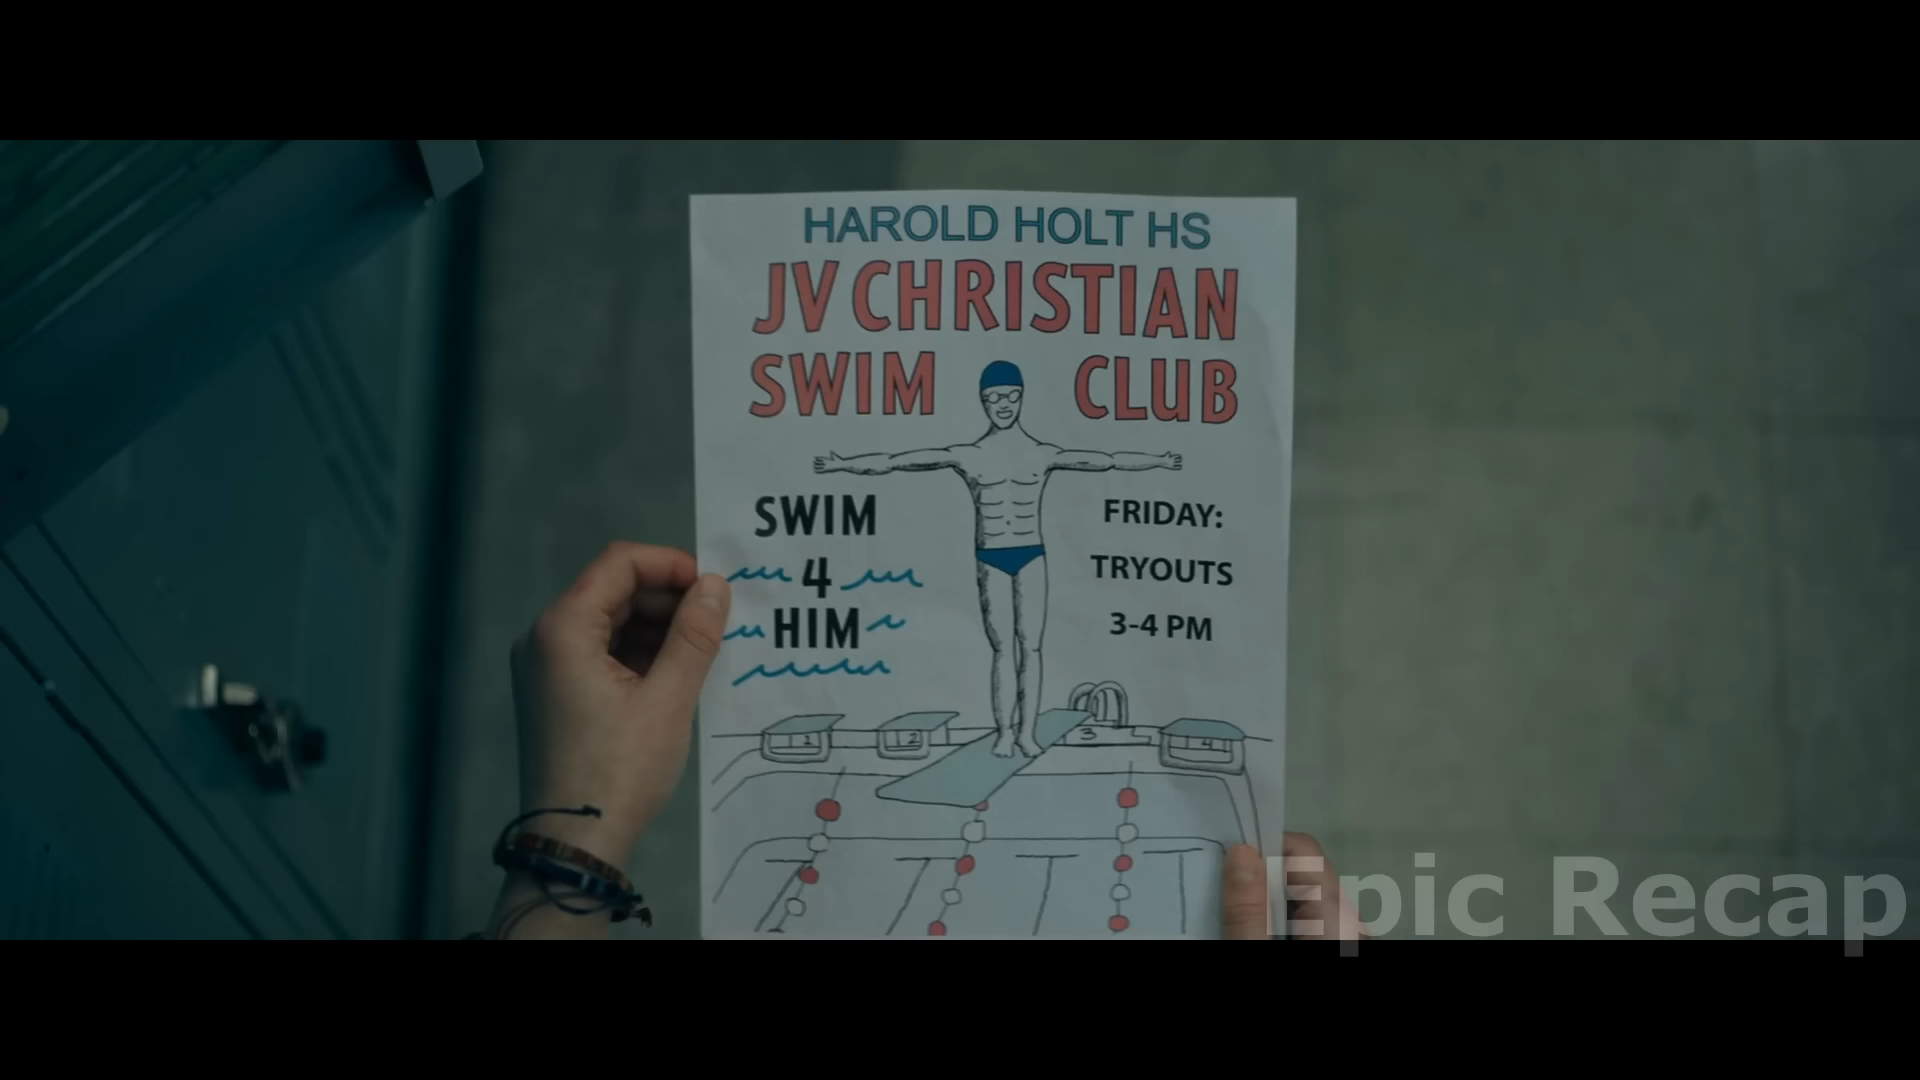 HAROLD HOLT HS
JV CHRISTIAN
SWIM CLUB
SWIM
4
HIM
FRIDAY:
TRYOUTS
3-4 PM
1
2
3
4
Epic Recap